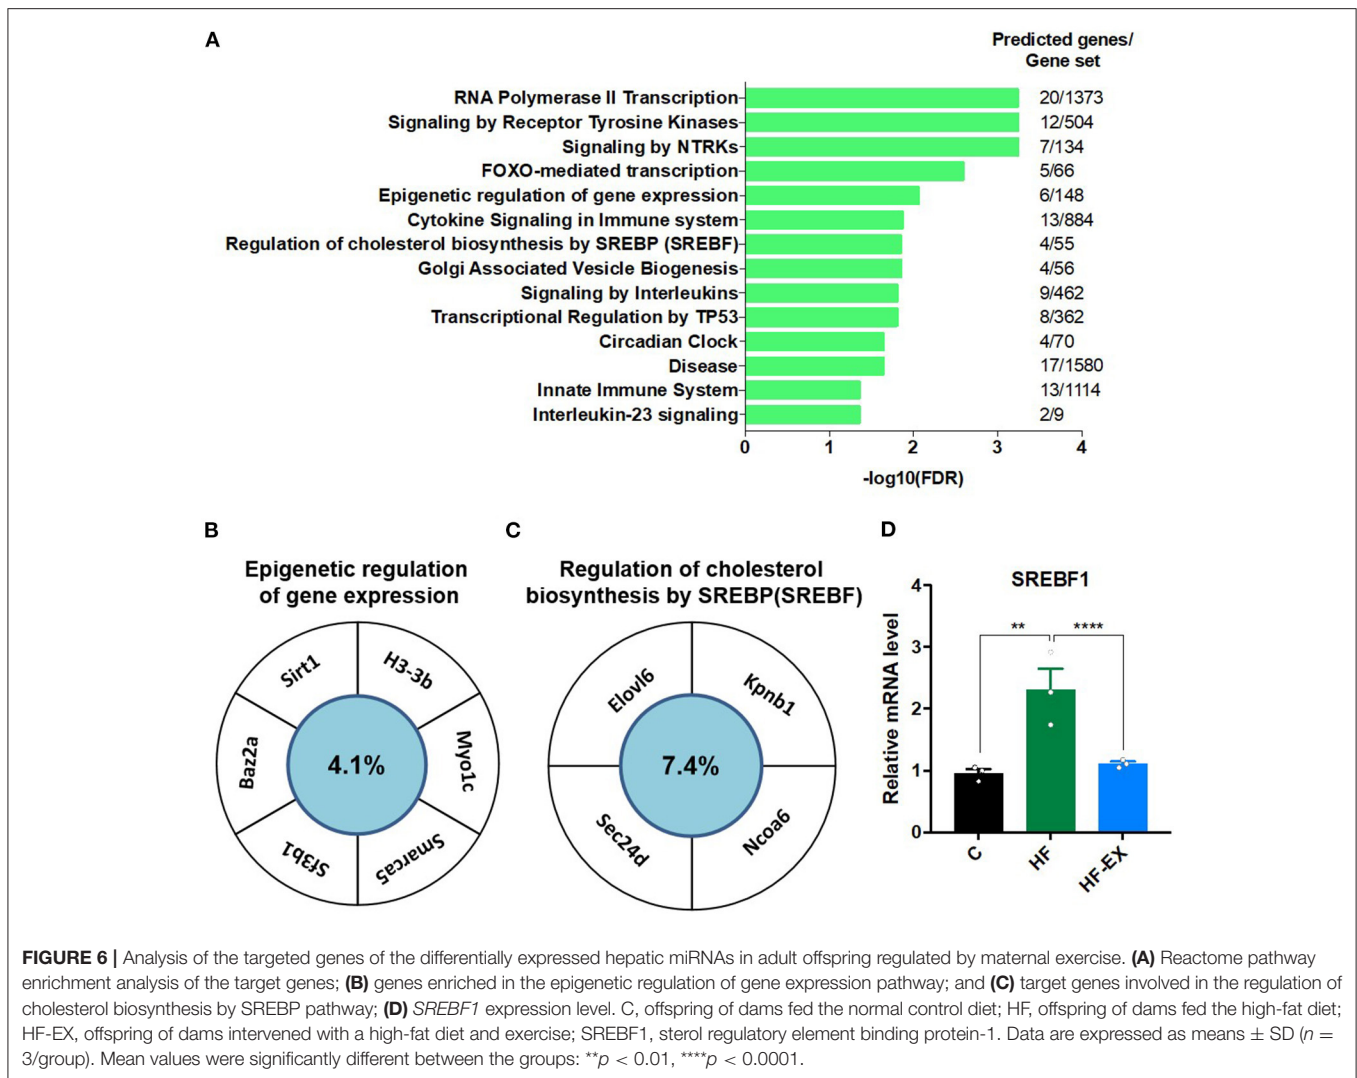 A
Predicted genes/
Gene set
RNA Polymerase II Transcription 20/1373
Signaling by Receptor Tyrosine Kinases 12/504
Signaling by NTRKs 7/134
FOXO-mediated transcription 5/66
Epigenetic regulation of gene expression 6/148
Cytokine Signaling in Immune system 13/884
Regulation of cholesterol biosynthesis by SREBP (SREBF) 4/55
Golgi Associated Vesicle Biogenesis 4/56
Signaling by Interleukins 9/462
Transcriptional Regulation by TP53 8/362
Circadian Clock 4/70
Disease 17/1580
Innate Immune System 13/1114
Interleukin-23 signaling 2/9
0 1 2 3 4
-log10(FDR)
B
Epigenetic regulation
of gene expression
Sirt1
H3-3b
Baz2a
4.1%
Myo1c
Sf3b1
Smarca5
C
Regulation of cholesterol
biosynthesis by SREBP(SREBF)
Elovl6
Kpnb1
7.4%
Sec24d
Ncoa6
D
SREBF1
Relative mRNA level
4
3
2
1
0
** ****
C HF HF-EX
FIGURE 6 | Analysis of the targeted genes of the differentially expressed hepatic miRNAs in adult offspring regulated by maternal exercise. (A) Reactome pathway
enrichment analysis of the target genes; (B) genes enriched in the epigenetic regulation of gene expression pathway; and (C) target genes involved in the regulation of
cholesterol biosynthesis by SREBP pathway; (D) SREBF1 expression level. C, offspring of dams fed the normal control diet; HF, offspring of dams fed the high-fat diet;
HF-EX, offspring of dams intervened with a high-fat diet and exercise; SREBF1, sterol regulatory element binding protein-1. Data are expressed as means ± SD (n =
3/group). Mean values were significantly different between the groups: **p < 0.01, ****p < 0.0001.